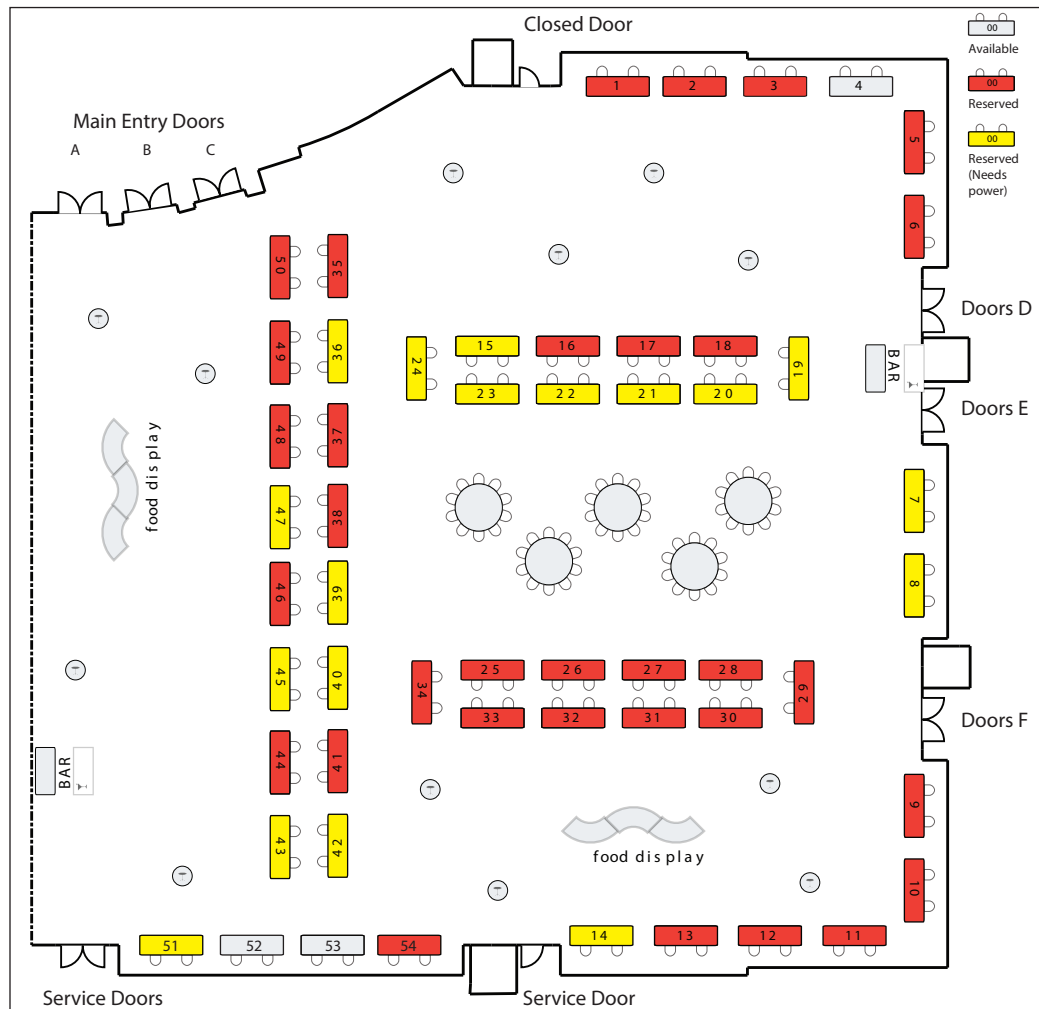 Closed Door
00
Available
00
Reserved
00
Reserved
(Needs
power)
Main Entry Doors
A B C
1 2 3 4
5
6
50 35
49 36
48 37
47 38
46 39
45 40
44 41
43 42
24 15 16 17 18 19
23 22 21 20
BAR
Doors D
Doors E
food display
7
8
34 25 26 27 28 29
33 32 31 30
Doors F
BAR
food display
9
10
51 52 53 54
14 13 12 11
Service Doors
Service Door